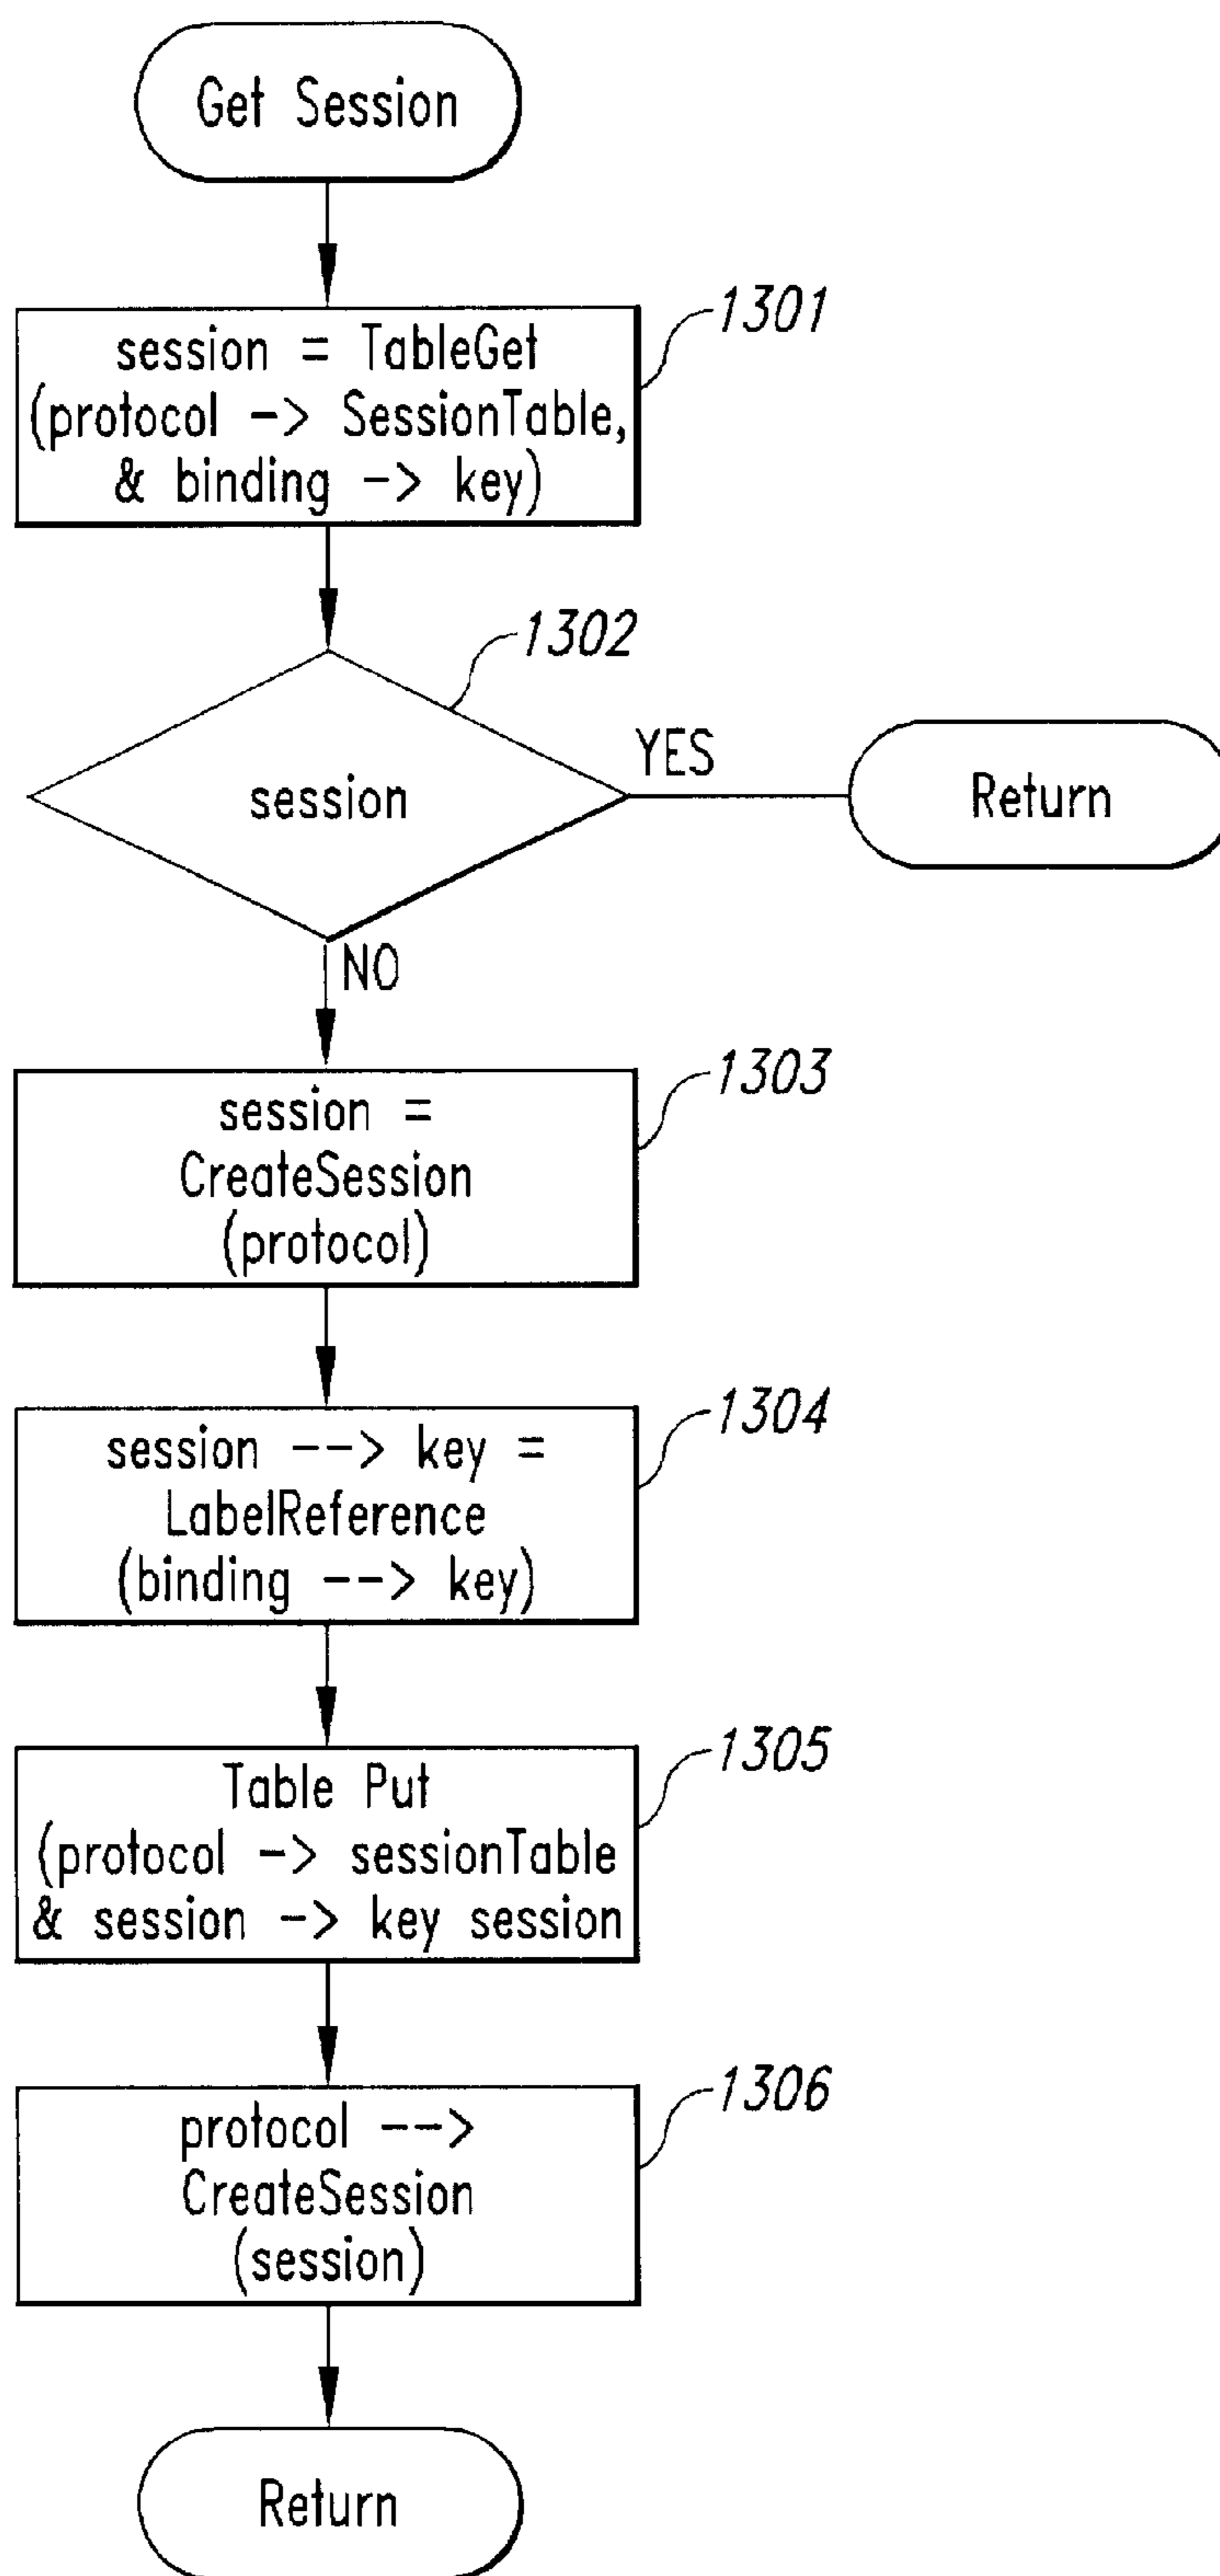 Get Session
1301
session = TableGet
(protocol -> SessionTable,
& binding -> key)
1302
session
YES
Return
NO
1303
session =
CreateSession
(protocol)
1304
session --> key =
LabelReference
(binding --> key)
1305
Table Put
(protocol -> sessionTable
& session -> key session
1306
protocol -->
CreateSession
(session)
Return